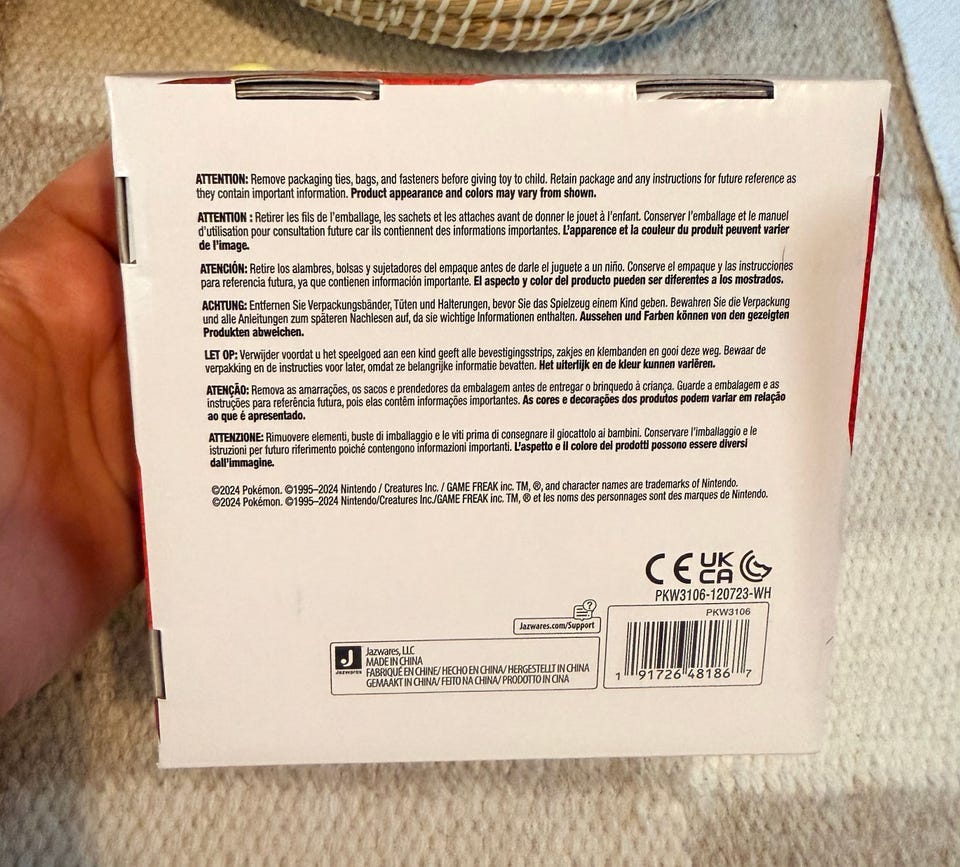 ATTENTION: Remove packaging ties, bags, and fasteners before giving toy to child. Retain package and any instructions for future reference as
they contain important information. Product appearance and colors may vary from shown.
ATTENTION : Retirer les fils de l'emballage, les sachets et les attaches avant de donner le jouet à l'enfant. Conserver l'emballage et le manuel
d'utilisation pour consultation future car ils contiennent des informations importantes. L'apparence et la couleur du produit peuvent varier
de l'image.
ATENCIÓN: Retire los alambres, bolsas y sujetadores del empaque antes de darle el juguete a un niño. Conserve el empaque y las instrucciones
para referencia futura, ya que contienen información importante. El aspecto y color del producto pueden ser diferentes a los mostrados.
ACHTUNG: Entfernen Sie Verpackungsbänder, Tüten und Halterungen, bevor Sie das Spielzeug einem Kind geben. Bewahren Sie die Verpackung
und alle Anleitungen zum späteren Nachlesen auf, da sie wichtige Informationen enthalten. Aussehen und Farben können von den gezeigten
Produkten abweichen.
LET OP: Verwijder voordat u het speelgoed aan een kind geeft alle bevestigingsstrips, zakjes en klembanden en gooi deze weg. Bewaar de
verpakking en de instructies voor later, omdat ze belangrijke informatie bevatten. Het uiterlijk en de kleur kunnen variëren.
ATENÇÃO: Remova as amarrações, os sacos e prendedores da embalagem antes de entregar o brinquedo à criança. Guarde a embalagem e as
instruções para referência futura, pois elas contêm informações importantes. As cores e decorações dos produtos podem variar em relação
ao que é apresentado.
ATTENZIONE: Rimuovere elementi, buste di imballaggio e le viti prima di consegnare il giocattolo ai bambini. Conservare l'imballaggio e le
istruzioni per futuro riferimento poiché contengono informazioni importanti. L'aspetto e il colore dei prodotti possono essere diversi
dall'immagine.
©2024 Pokémon. ©1995–2024 Nintendo / Creatures Inc. / GAME FREAK inc. TM, ®, and character names are trademarks of Nintendo.
©2024 Pokémon. ©1995–2024 Nintendo/Creatures Inc./GAME FREAK inc. TM, ® et les noms des personnages sont des marques de Nintendo.
CE UK CA
PKW3106-120723-WH
PKW3106
Jazwares.com/Support
?
J
JAZWARES
Jazwares, LLC
MADE IN CHINA
FABRIQUÉ EN CHINE/ HECHO EN CHINA/ HERGESTELLT IN CHINA
GEMAAKT IN CHINA/ FEITO NA CHINA/ PRODOTTO IN CINA
1 91726 48186 7